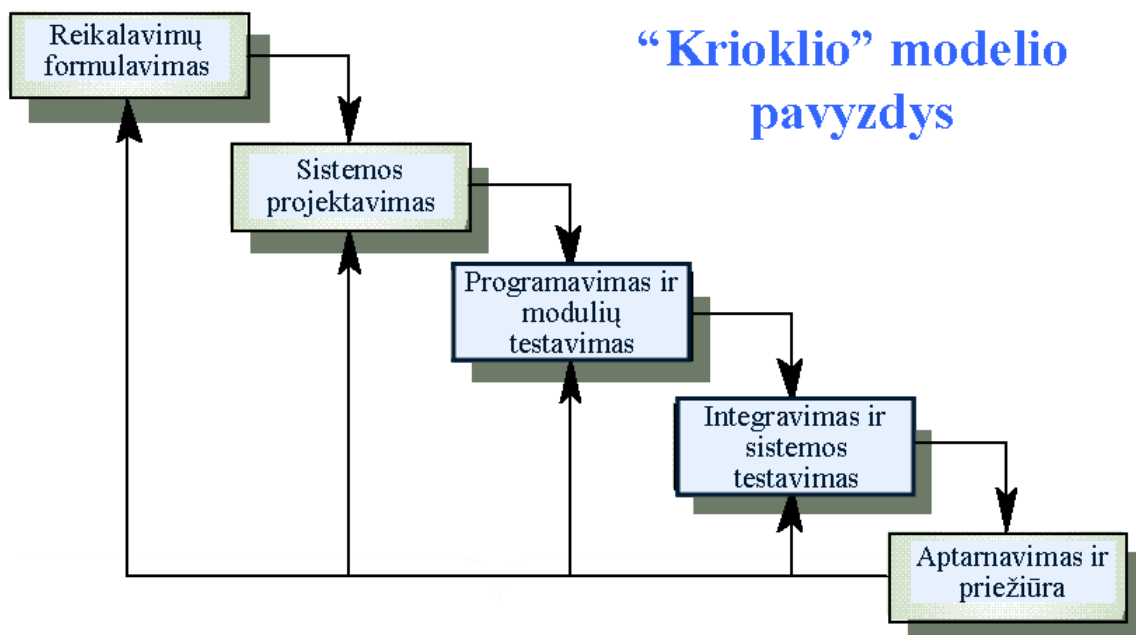 Reikalavimų
formulavimas
“Krioklio” modelio
pavyzdys
Sistemos
projektavimas
Programavimas ir
modulių
testavimas
Integravimas ir
sistemos
testavimas
Aptarnavimas ir
priežiūra